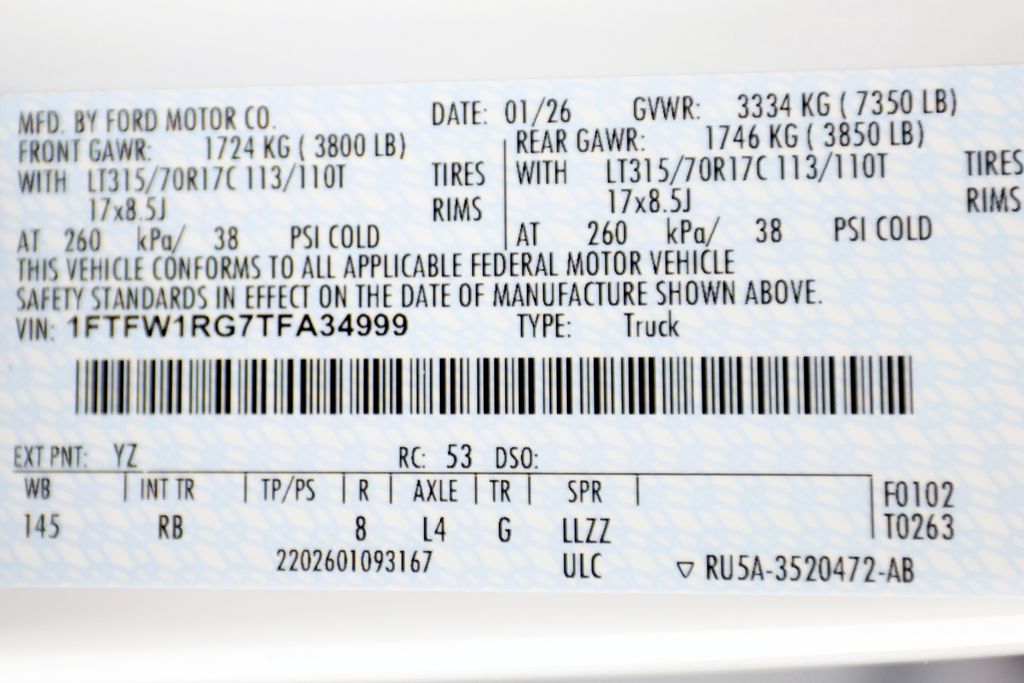 MFD. BY FORD MOTOR CO. DATE: 01/26 GVWR: 3334 KG ( 7350 LB)
FRONT GAWR: 1724 KG ( 3800 LB) REAR GAWR: 1746 KG ( 3850 LB)
WITH LT315/70R17C 113/110T TIRES WITH LT315/70R17C 113/110T TIRES
17x8.5J RIMS 17x8.5J RIMS
AT 260 kPa/ 38 PSI COLD AT 260 kPa/ 38 PSI COLD
THIS VEHICLE CONFORMS TO ALL APPLICABLE FEDERAL MOTOR VEHICLE
SAFETY STANDARDS IN EFFECT ON THE DATE OF MANUFACTURE SHOWN ABOVE.
VIN: 1FTFW1RG7TFA34999 TYPE: Truck
EXT PNT: YZ RC: 53 DSO:
WB INT TR TP/PS R AXLE TR SPR F0102
145 RB 8 L4 G LLZZ T0263
2202601093167 ULC ▽ RU5A-3520472-AB